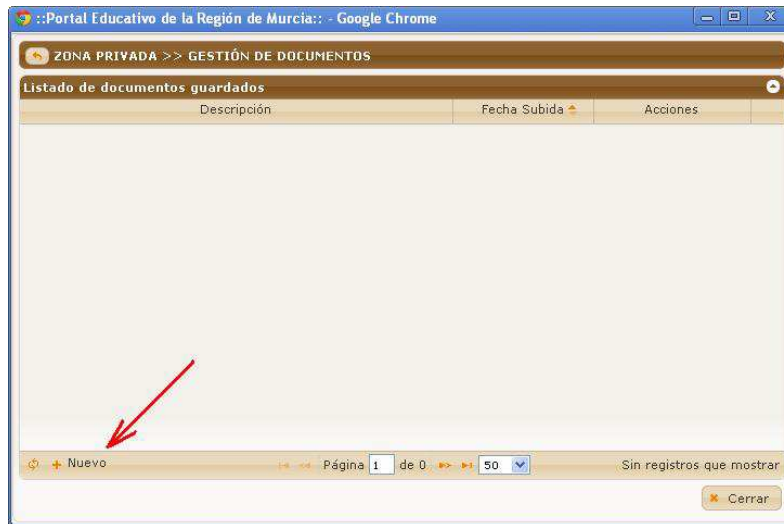 ::Portal Educativo de la Región de Murcia:: - Google Chrome
ZONA PRIVADA >> GESTIÓN DE DOCUMENTOS
Listado de documentos guardados
Descripción Fecha Subida Acciones
Nuevo Página 1 de 0 50 Sin registros que mostrar
Cerrar